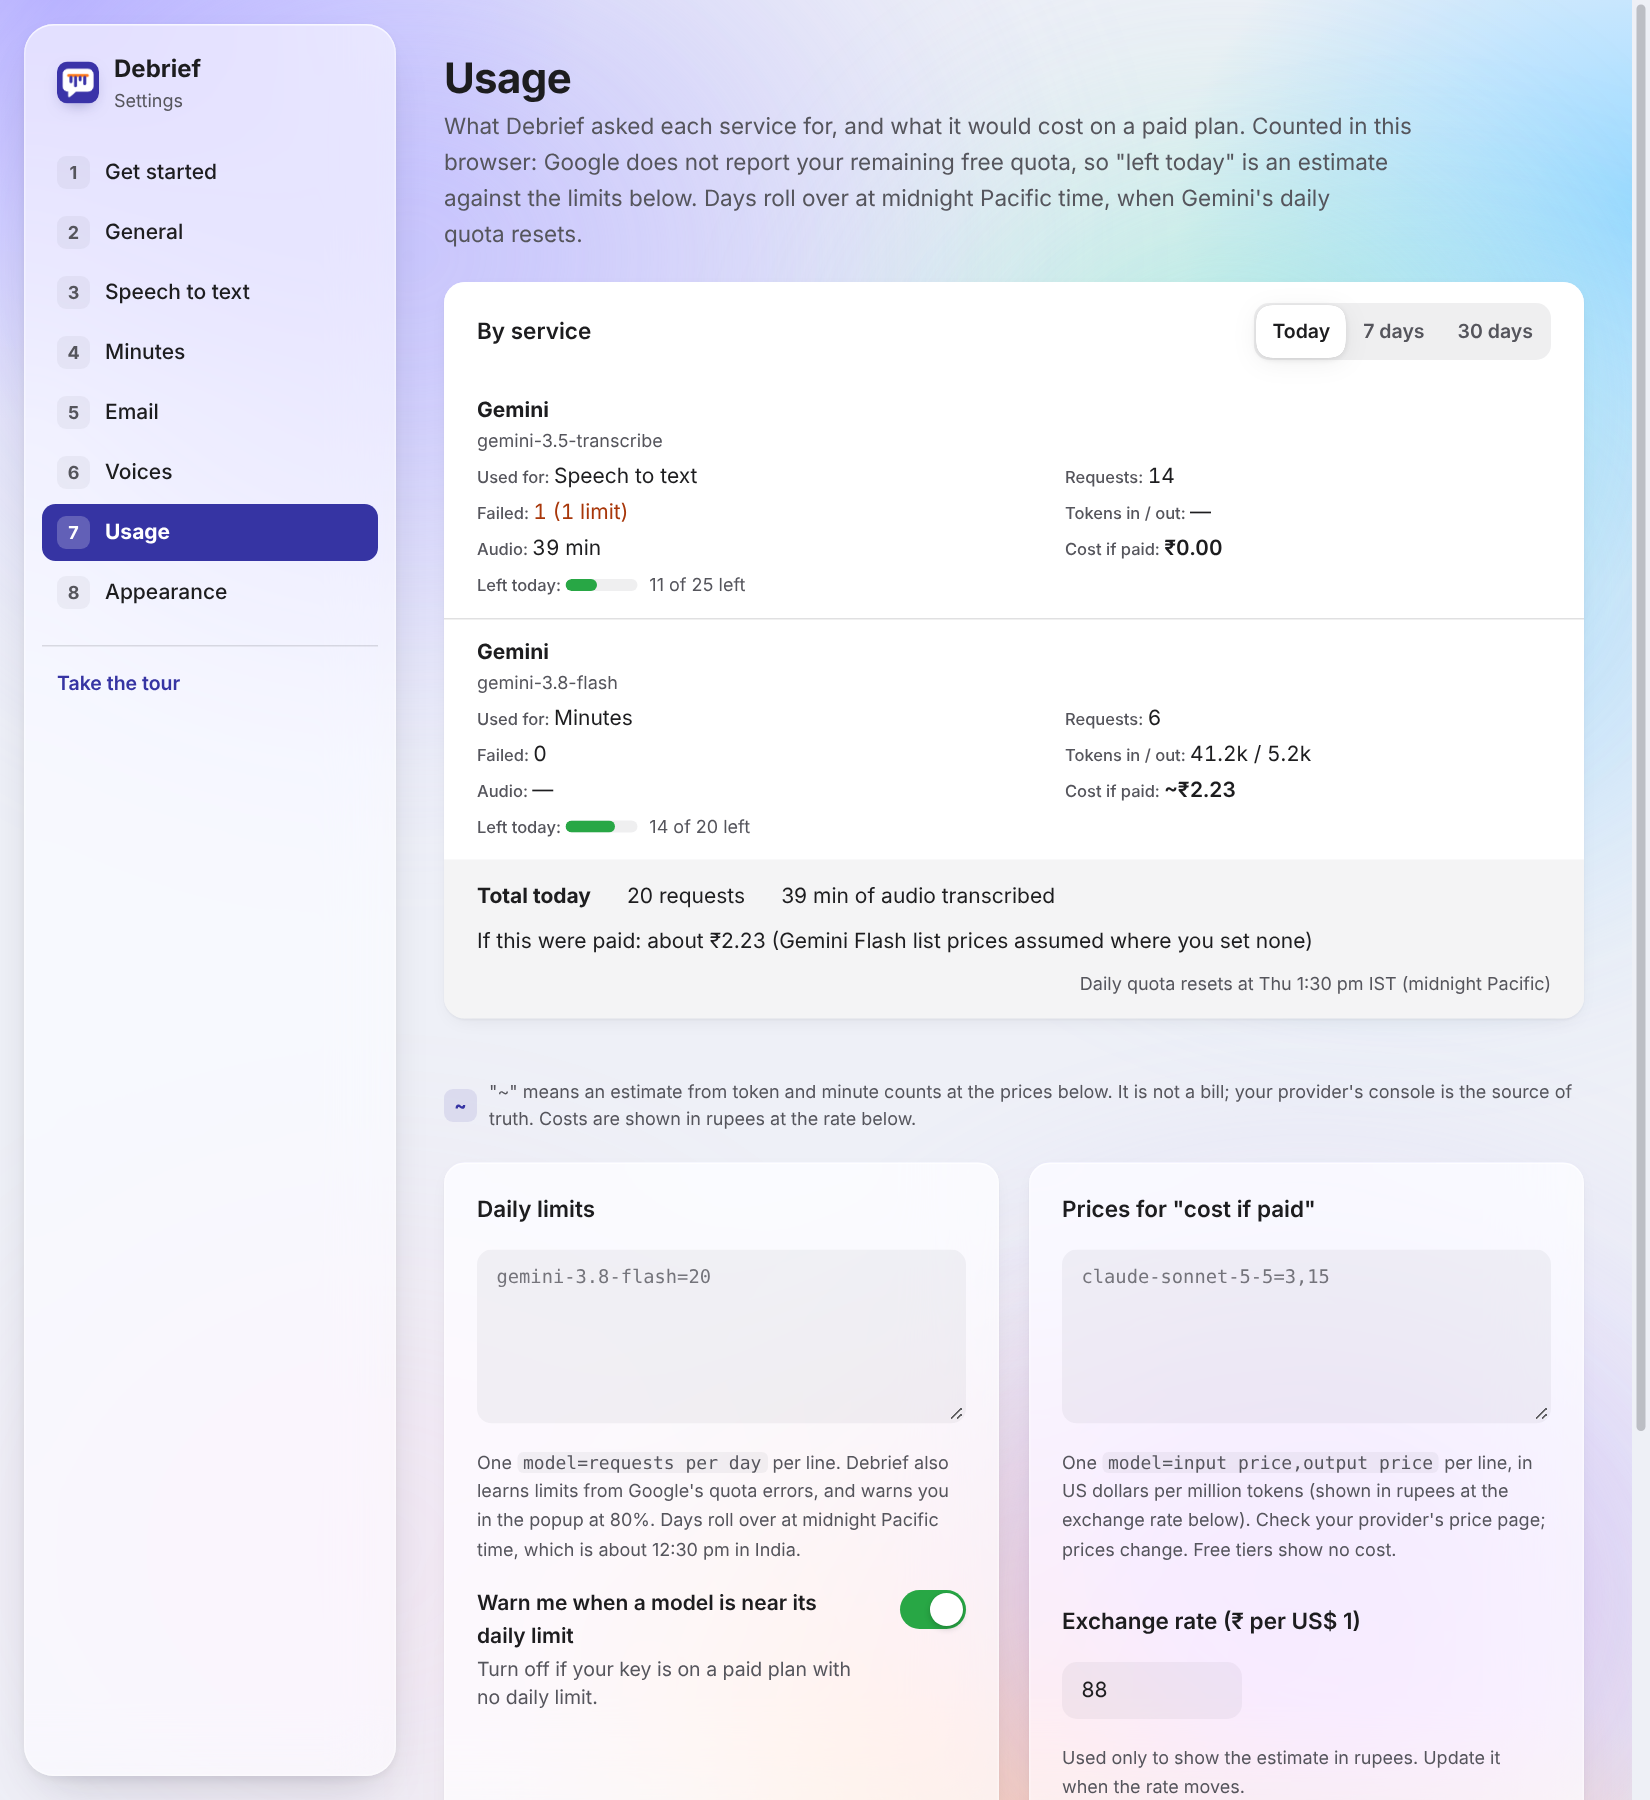 Debrief
Settings
1 Get started
2 General
3 Speech to text
4 Minutes
5 Email
6 Voices
7 Usage
8 Appearance
Take the tour
Usage
What Debrief asked each service for, and what it would cost on a paid plan. Counted in this
browser: Google does not report your remaining free quota, so "left today" is an estimate
against the limits below. Days roll over at midnight Pacific time, when Gemini's daily
quota resets.
By service
Today 7 days 30 days
Gemini
gemini-3.5-transcribe
Used for: Speech to text
Requests: 14
Failed: 1 (1 limit)
Tokens in / out: —
Audio: 39 min
Cost if paid: ₹0.00
Left today: 11 of 25 left
Gemini
gemini-3.8-flash
Used for: Minutes
Requests: 6
Failed: 0
Tokens in / out: 41.2k / 5.2k
Audio: —
Cost if paid: ~₹2.23
Left today: 14 of 20 left
Total today 20 requests 39 min of audio transcribed
If this were paid: about ₹2.23 (Gemini Flash list prices assumed where you set none)
Daily quota resets at Thu 1:30 pm IST (midnight Pacific)
~ "~" means an estimate from token and minute counts at the prices below. It is not a bill; your provider's console is the source of
truth. Costs are shown in rupees at the rate below.
Daily limits
gemini-3.8-flash=20
One model=requests per day per line. Debrief also
learns limits from Google's quota errors, and warns you
in the popup at 80%. Days roll over at midnight Pacific
time, which is about 12:30 pm in India.
Warn me when a model is near its
daily limit
Turn off if your key is on a paid plan with
no daily limit.
Prices for "cost if paid"
claude-sonnet-5-5=3,15
One model=input price,output price per line, in
US dollars per million tokens (shown in rupees at the
exchange rate below). Check your provider's price page;
prices change. Free tiers show no cost.
Exchange rate (₹ per US$ 1)
88
Used only to show the estimate in rupees. Update it
when the rate moves.